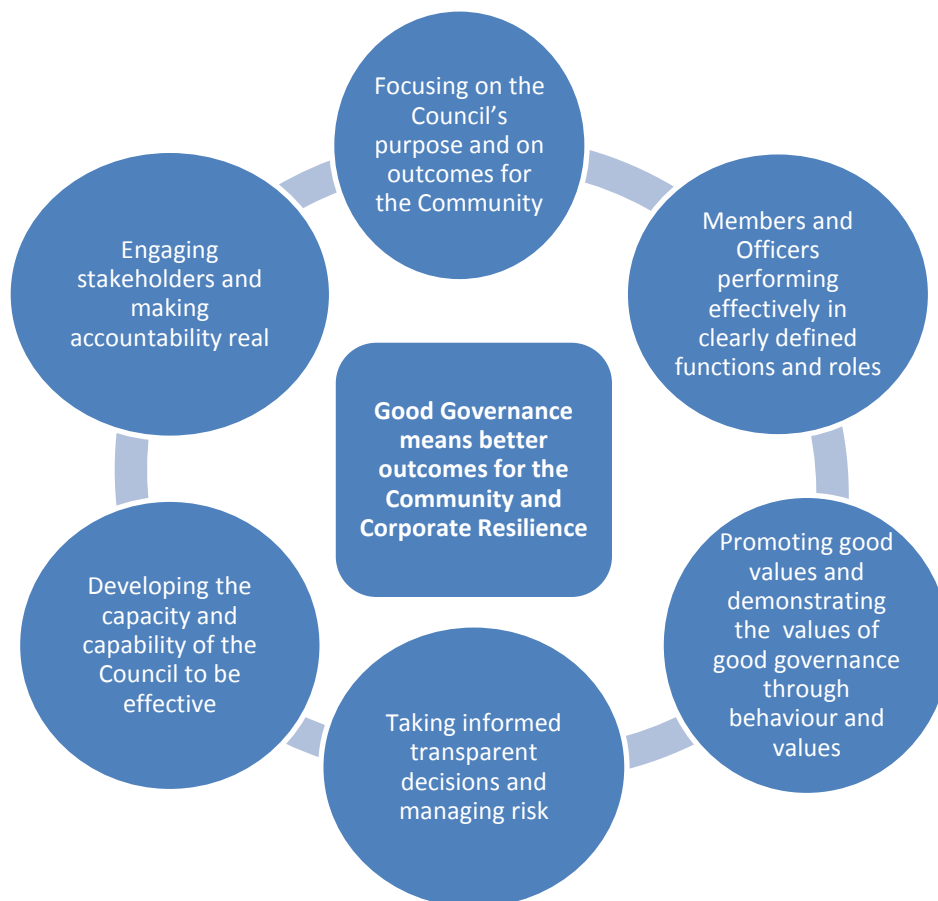 Focusing on the
Council’s
purpose and on
outcomes for
the Community
Members and
Officers
performing
effectively in
clearly defined
functions and roles
Promoting good
values and
demonstrating
the  values of
good governance
through
behaviour and
values
Taking informed
transparent
decisions and
managing risk
Developing the
capacity and
capability of the
Council to be
effective
Engaging
stakeholders and
making
accountability real
Good Governance
means better
outcomes for the
Community and
Corporate Resilience